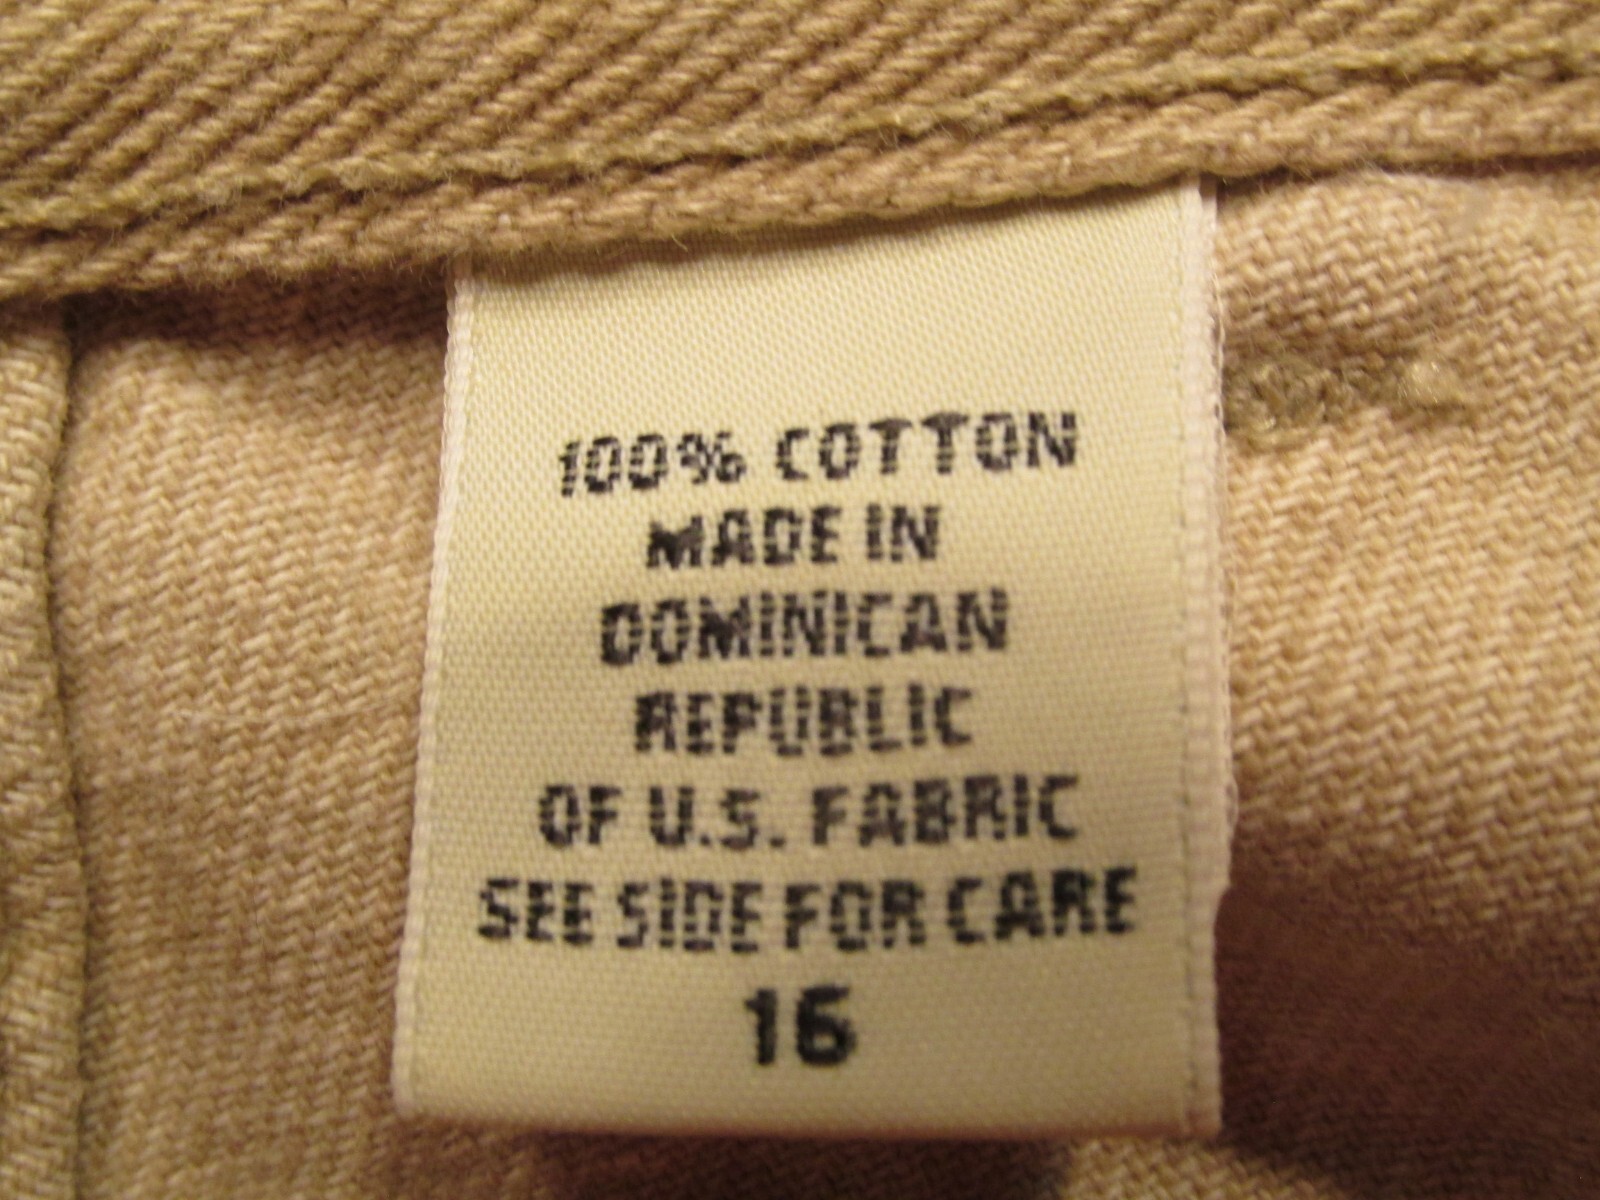 100% COTTON
MADE IN
DOMINICAN
REPUBLIC
OF U.S. FABRIC
SEE SIDE FOR CARE
16